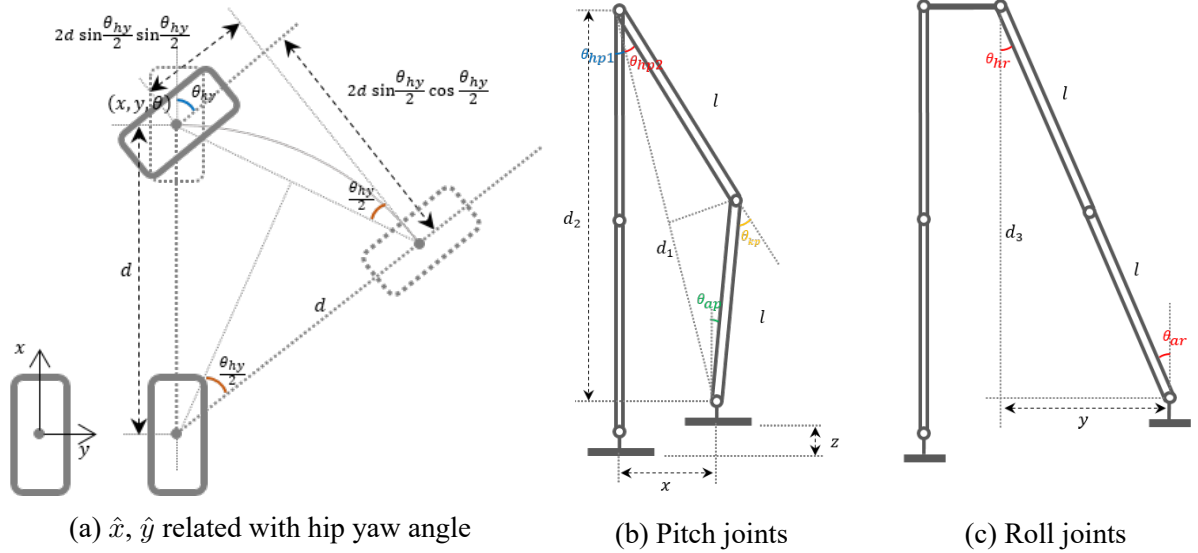 2d sin θhy/2 sin θhy/2
(x, y, θ)
θhy
2d sin θhy/2 cos θhy/2
θhy/2
d
d
θhy/2
x
y
(a) x̂, ŷ related with hip yaw angle
θhp1
θhp2
l
d₂
d₁
θkp
θap
l
z
x
(b) Pitch joints
θhr
l
d₃
l
θar
y
(c) Roll joints